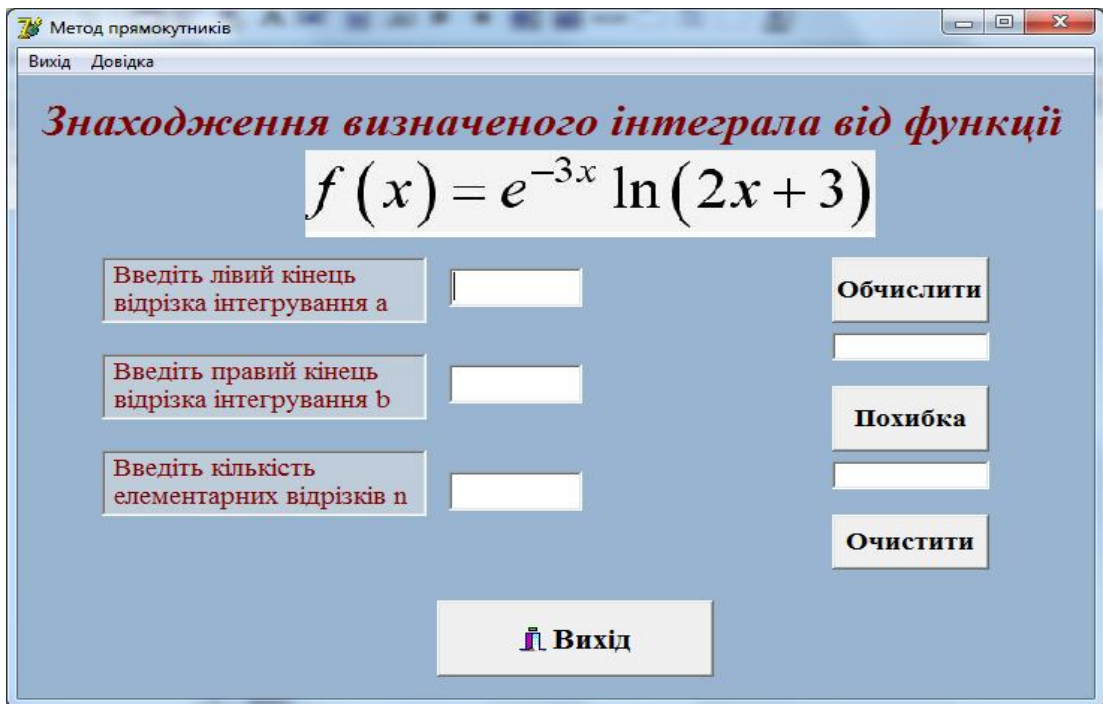 Метод прямокутників
Вихід Довідка
Знаходження визначеного інтеграла від функції
f(x) = e^{-3x} ln(2x + 3)
Введіть лівий кінець
відрізка інтегрування a
Обчислити
Введіть правий кінець
відрізка інтегрування b
Похибка
Введіть кількість
елементарних відрізків n
Очистити
Вихід